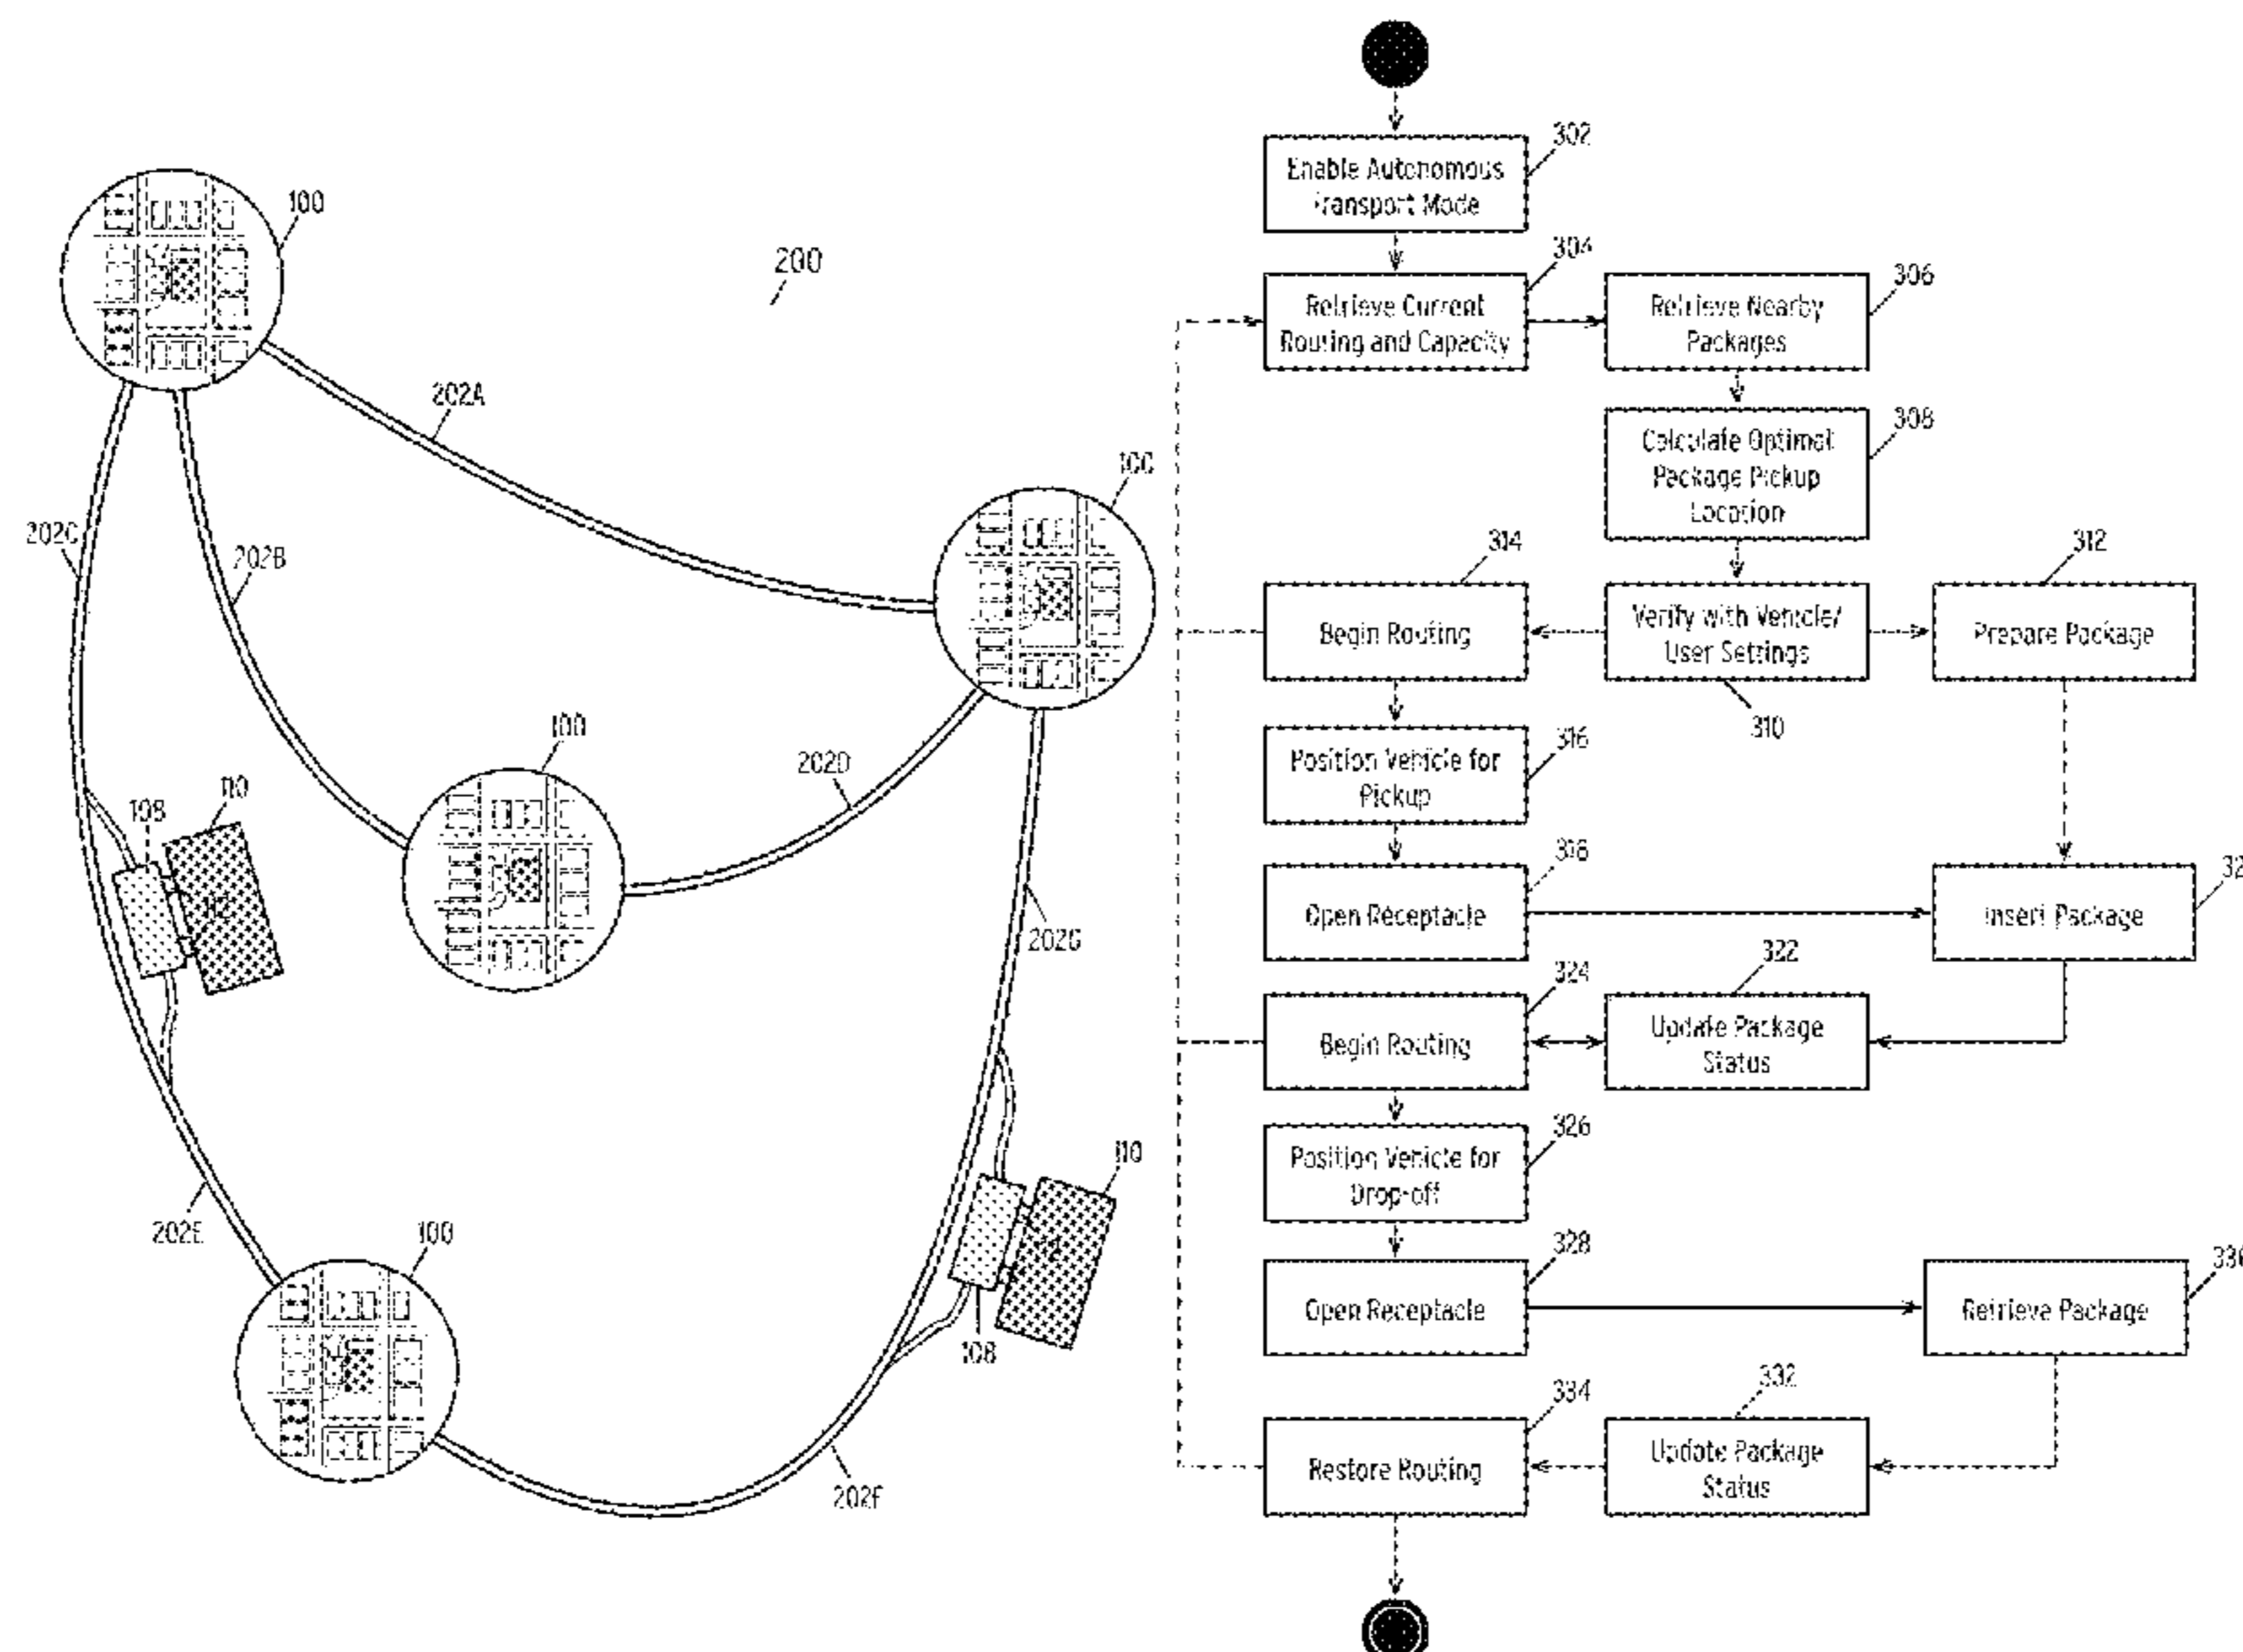 100
200
202A
100
202C
202B
100
202D
108
110
202G
202E
100
110
108
202F
302
Enable Autonomous
Transport Mode
304
Retrieve Current
Routing and Capacity
306
Retrieve Nearby
Packages
308
Calculate Optimal
Package Pickup
Location
314
Begin Routing
Verify with Vehicle/
User Settings
310
312
Prepare Package
316
Position Vehicle for
Pickup
318
Open Receptacle
Insert Package
32
324
Begin Routing
322
Update Package
Status
326
Position Vehicle for
Drop-off
328
Open Receptacle
Retrieve Package
334
Restore Routing
332
Update Package
Status